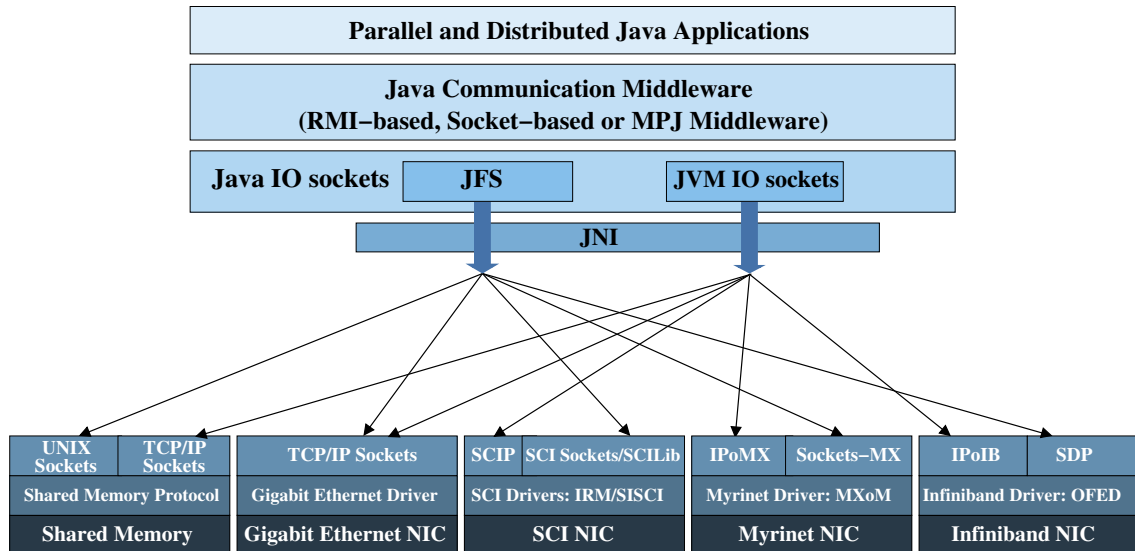 Parallel and Distributed Java Applications
Java Communication Middleware
(RMI−based, Socket−based or MPJ Middleware)
Java IO sockets
JFS
JVM IO sockets
JNI
UNIX
Sockets
TCP/IP
Sockets
Shared Memory Protocol
Shared Memory
TCP/IP Sockets
Gigabit Ethernet Driver
Gigabit Ethernet NIC
SCIP
SCI Sockets/SCILib
SCI Drivers: IRM/SISCI
SCI NIC
IPoMX
Sockets−MX
Myrinet Driver: MXoM
Myrinet NIC
IPoIB
SDP
Infiniband Driver: OFED
Infiniband NIC